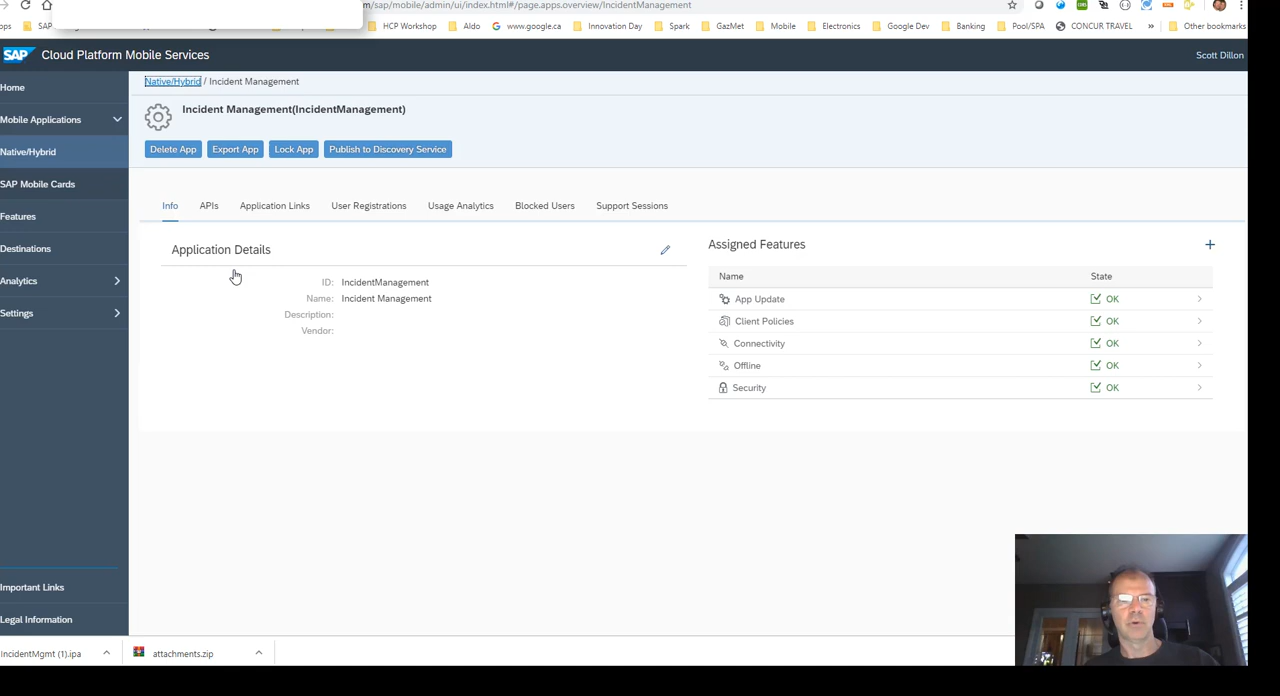 m/sap/mobile/admin/ui/index.html#/page.apps.overview/IncidentManagement
pps SAP HCP Workshop Aldo www.google.ca Innovation Day Spark GazMet Mobile Electronics Google Dev Banking Pool/SPA CONCUR TRAVEL » Other bookmarks
SAP Cloud Platform Mobile Services Scott Dillon
Home
Mobile Applications
Native/Hybrid
SAP Mobile Cards
Features
Destinations
Analytics
Settings
Important Links
Legal Information
Native/Hybrid / Incident Management
Incident Management(IncidentManagement)
Delete App Export App Lock App Publish to Discovery Service
Info APIs Application Links User Registrations Usage Analytics Blocked Users Support Sessions
Application Details
ID: IncidentManagement
Name: Incident Management
Description:
Vendor:
Assigned Features
Name State
App Update OK
Client Policies OK
Connectivity OK
Offline OK
Security OK
IncidentMgmt (1).ipa attachments.zip